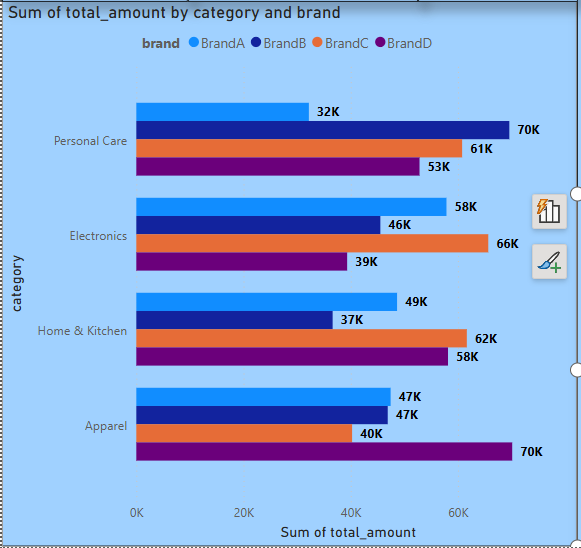 Sum of total_amount by category and brand
brand BrandA BrandB BrandC BrandD
category
Personal Care
32K
70K
61K
53K
Electronics
58K
46K
66K
39K
Home & Kitchen
49K
37K
62K
58K
Apparel
47K
47K
40K
70K
0K 20K 40K 60K
Sum of total_amount